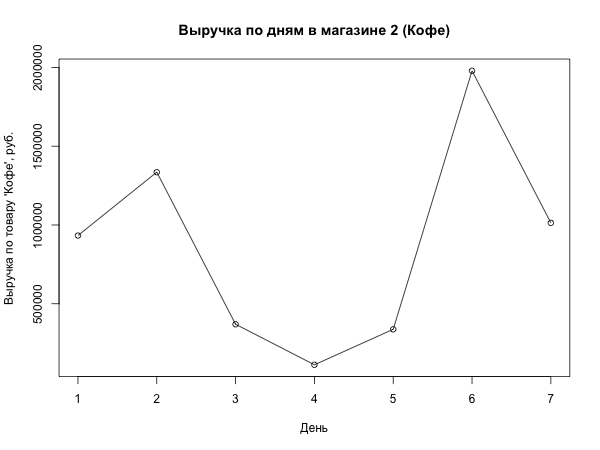 Выручка по дням в магазине 2 (Кофе)
Выручка по товару 'Кофе', руб.
2000000
1500000
1000000
500000
1 2 3 4 5 6 7
День